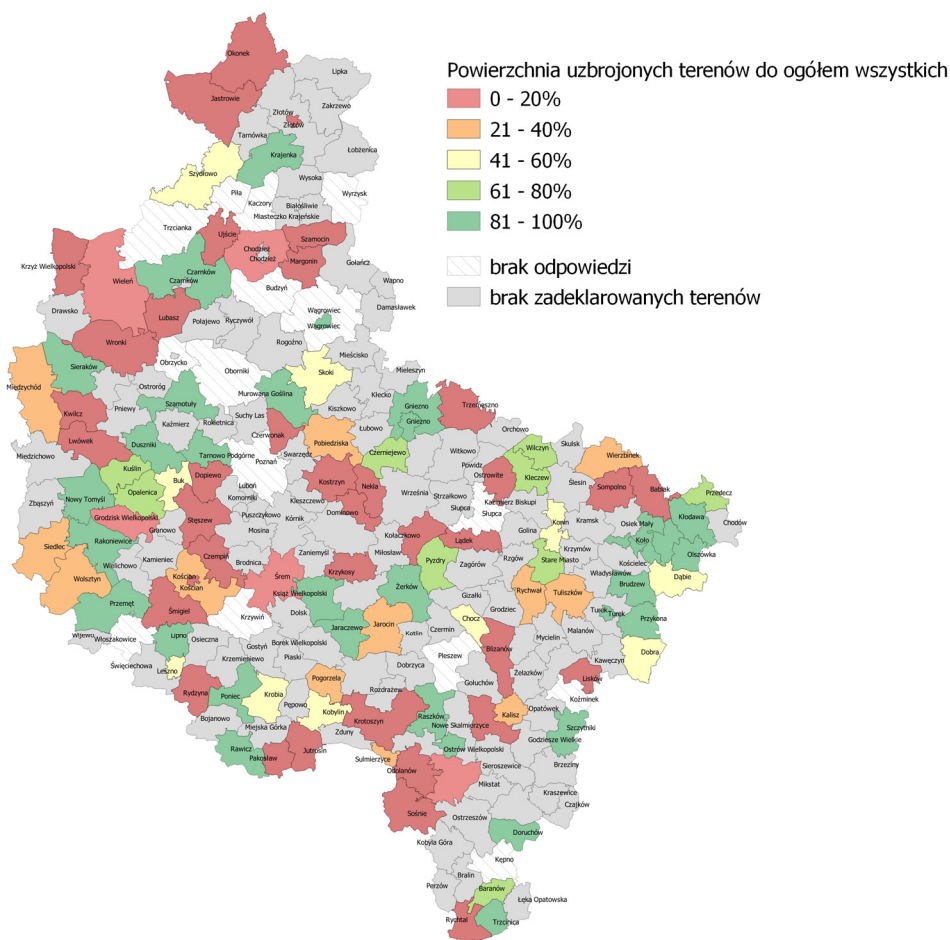 Powierzchnia uzbrojonych terenów do ogółem wszystkich
0 - 20%
21 - 40%
41 - 60%
61 - 80%
81 - 100%
brak odpowiedzi
brak zadeklarowanych terenów
Okonek
Lipka
Jastrowie
Zakrzewo
Złotów
Złotów
Tarnówka
Łobżenica
Krajenka
Szydłowo
Wysoka
Piła
Kaczory
Wyrzysk
Białośliwie
Miasteczko Krajeńskie
Trzcianka
Ujście
Szamocin
Chodzież
Chodzież
Margonin
Gołańcz
Krzyż Wielkopolski
Wieleń
Czarnków
Czarnków
Budzyń
Wapno
Damasławek
Drawsko
Lubasz
Połajewo
Ryczywół
Wągrowiec
Wągrowiec
Rogoźno
Wronki
Obrzycko
Oborniki
Mieścisko
Sieraków
Skoki
Mieleszyn
Międzychód
Ostroróg
Szamotuły
Murowana Goślina
Kłecko
Gniezno
Gniezno
Trzemeszno
Kwilcz
Pniewy
Kaźmierz
Rokietnica
Suchy Las
Kiszkowo
Łubowo
Orchowo
Czerwonak
Lwówek
Duszniki
Tarnowo Podgórne
Swarzędz
Pobiedziska
Czerniejewo
Witkowo
Skulsk
Wilczyn
Wierzbinek
Miedzichowo
Kuślin
Poznań
Powidz
Kleczew
Ślesin
Sompolno
Babiak
Przedecz
Zbąszyń
Nowy Tomyśl
Opalenica
Buk
Dopiewo
Luboń
Komorniki
Kleszczewo
Kostrzyn
Nekla
Września
Strzałkowo
Ostrowite
Kazimierz Biskupi
Słupca
Słupca
Grodzisk Wielkopolski
Granowo
Stęszew
Puszczykowo
Mosina
Kórnik
Dominowo
Konin
Kramsk
Osiek Mały
Kłodawa
Chodów
Golina
Koło
Siedlec
Rakoniewice
Kołaczkowo
Lądek
Krzymów
Kościelec
Olszówka
Wielichowo
Kamieniec
Czempiń
Brodnica
Zaniemyśl
Miłosław
Pyzdry
Zagórów
Rzgów
Stare Miasto
Władysławów
Dąbie
Wolsztyn
Kościan
Kościan
Śrem
Krzykosy
Książ Wielkopolski
Żerków
Gizałki
Rychwał
Tuliszków
Brudzew
Przemęt
Śmigiel
Krzywiń
Dolsk
Jaraczewo
Jarocin
Grodziec
Turek
Turek
Przykona
Chocz
Mycielin
Malanów
Wijewo
Włoszakowice
Lipno
Osieczna
Gostyń
Borek Wielkopolski
Kotlin
Czermin
Święciechowa
Leszno
Krzemieniewo
Piaski
Dobrzyca
Pleszew
Blizanów
Kawęczyn
Dobra
Gołuchów
Żelazków
Lisków
Rydzyna
Poniec
Krobia
Pogorzela
Rozdrażew
Koźminek
Pępowo
Kobylin
Bojanowo
Miejska Górka
Krotoszyn
Raszków
Nowe Skalmierzyce
Kalisz
Opatówek
Szczytniki
Zduny
Godziesze Wielkie
Rawicz
Pakosław
Jutrosin
Sulmierzyce
Ostrów Wielkopolski
Odolanów
Sieroszewice
Brzeziny
Mikstat
Kraszewice
Czajków
Sośnie
Ostrzeszów
Kobyla Góra
Doruchów
Kępno
Bralin
Perzów
Baranów
Łęka Opatowska
Rychtal
Trzcinica